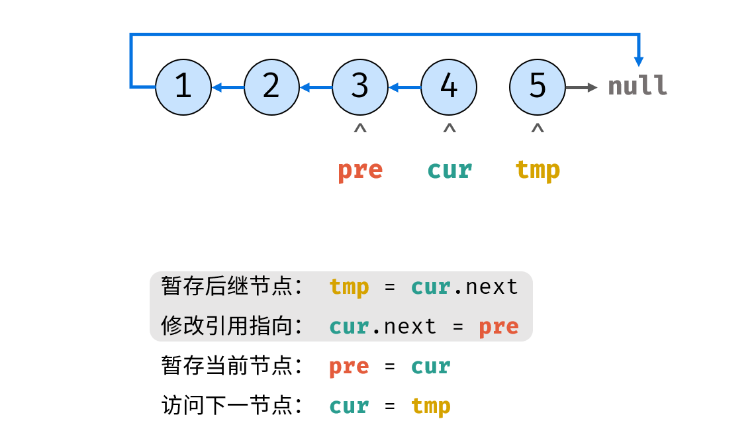 1 2 3 4 5 null
^ ^ ^
pre cur tmp
暂存后继节点： tmp = cur.next
修改引用指向： cur.next = pre
暂存当前节点： pre = cur
访问下一节点： cur = tmp